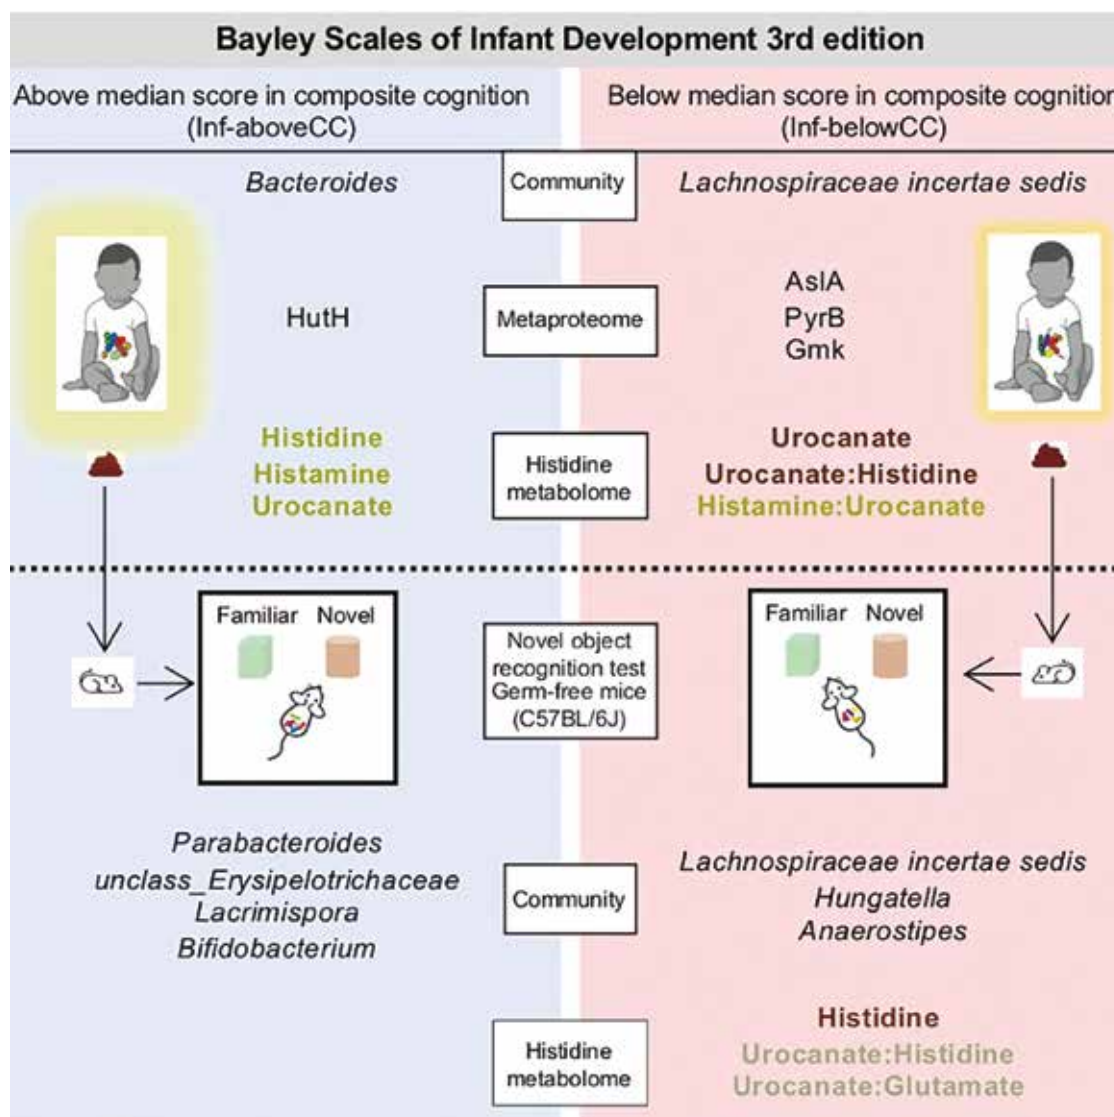 Bayley Scales of Infant Development 3rd edition
Above median score in composite cognition
(Inf-aboveCC)
Below median score in composite cognition
(Inf-belowCC)
Bacteroides
Community
Lachnospiraceae incertae sedis
HutH
Metaproteome
AslA
PyrB
Gmk
Histidine
Histamine
Urocanate
Histidine
metabolome
Urocanate
Urocanate:Histidine
Histamine:Urocanate
Familiar Novel
Novel object
recognition test
Germ-free mice
(C57BL/6J)
Familiar Novel
Parabacteroides
unclass_Erysipelotrichaceae
Lacrimispora
Bifidobacterium
Community
Lachnospiraceae incertae sedis
Hungatella
Anaerostipes
Histidine
metabolome
Histidine
Urocanate:Histidine
Urocanate:Glutamate